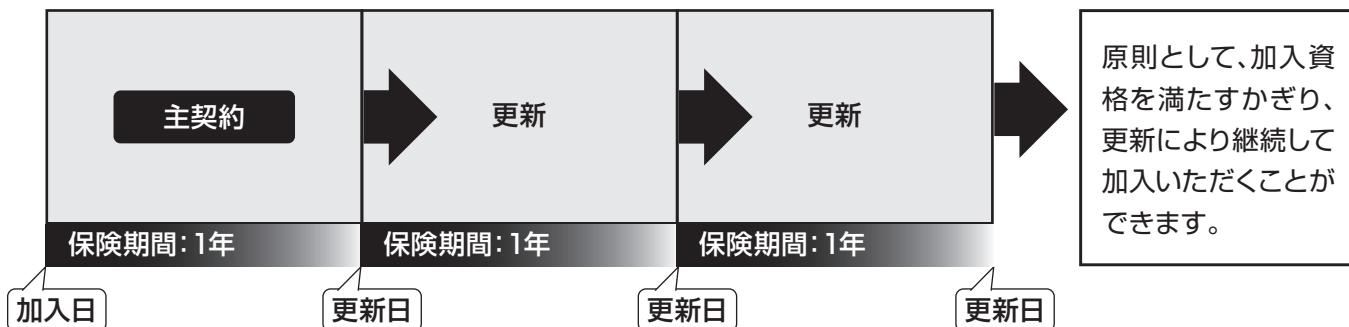 主契約
更新
更新
保険期間：1年
保険期間：1年
保険期間：1年
加入日
更新日
更新日
更新日
原則として、加入資
格を満たすかぎり、
更新により継続して
加入いただくことが
できます。